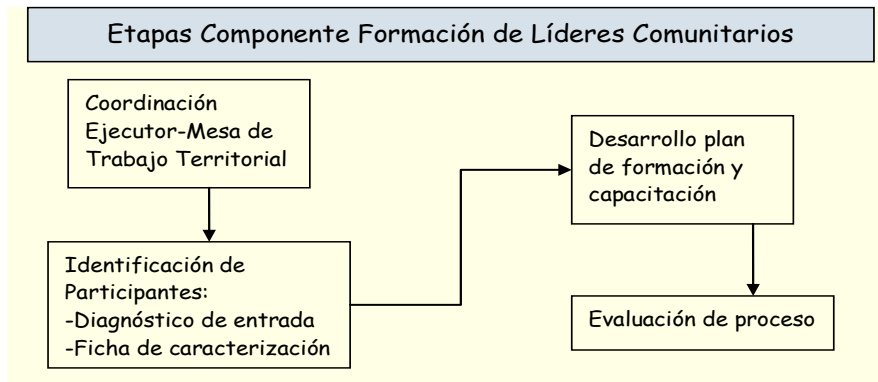 Etapas Componente Formación de Líderes Comunitarios
Coordinación
Ejecutor-Mesa de
Trabajo Territorial
Identificación de
Participantes:
-Diagnóstico de entrada
-Ficha de caracterización
Desarrollo plan
de formación y
capacitación
Evaluación de proceso